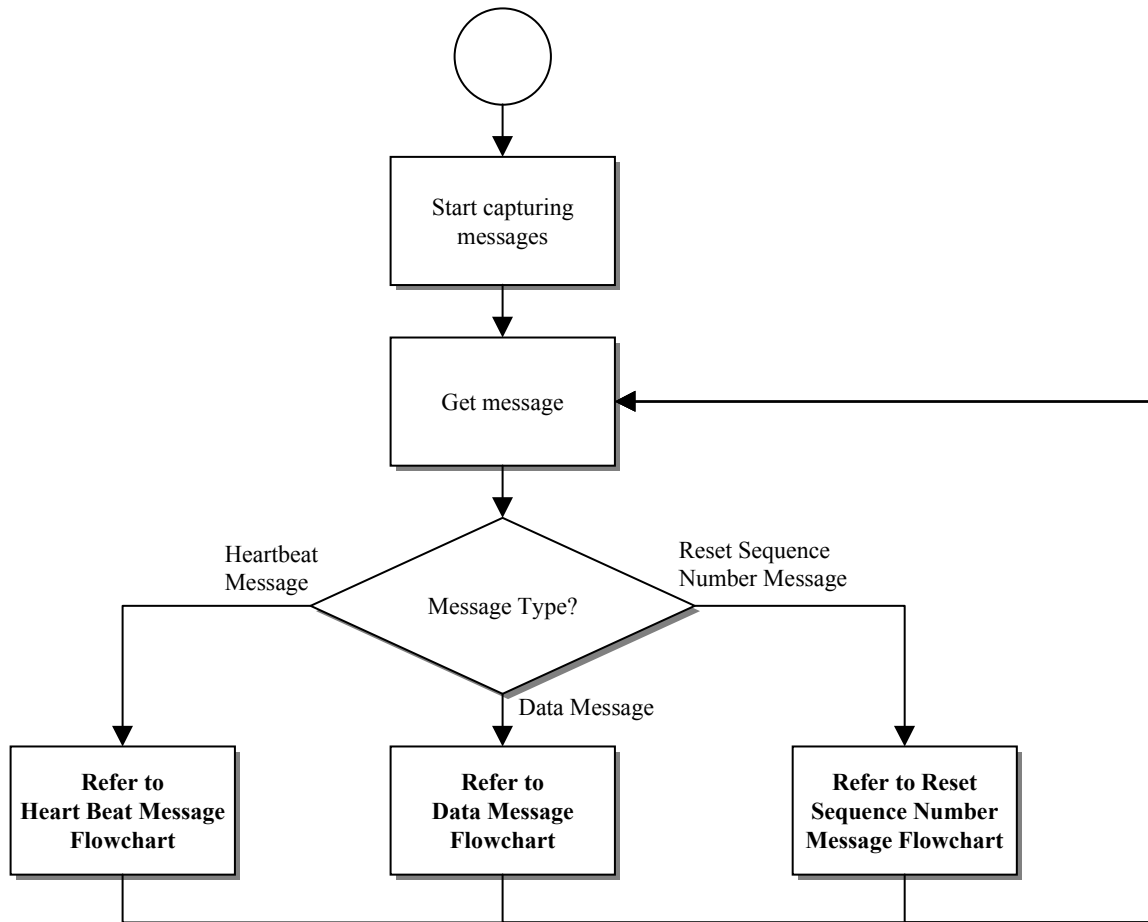 Start capturing
messages
Get message
Heartbeat
Message
Message Type?
Reset Sequence
Number Message
Data Message
Refer to
Heart Beat Message
Flowchart
Refer to
Data Message
Flowchart
Refer to Reset
Sequence Number
Message Flowchart